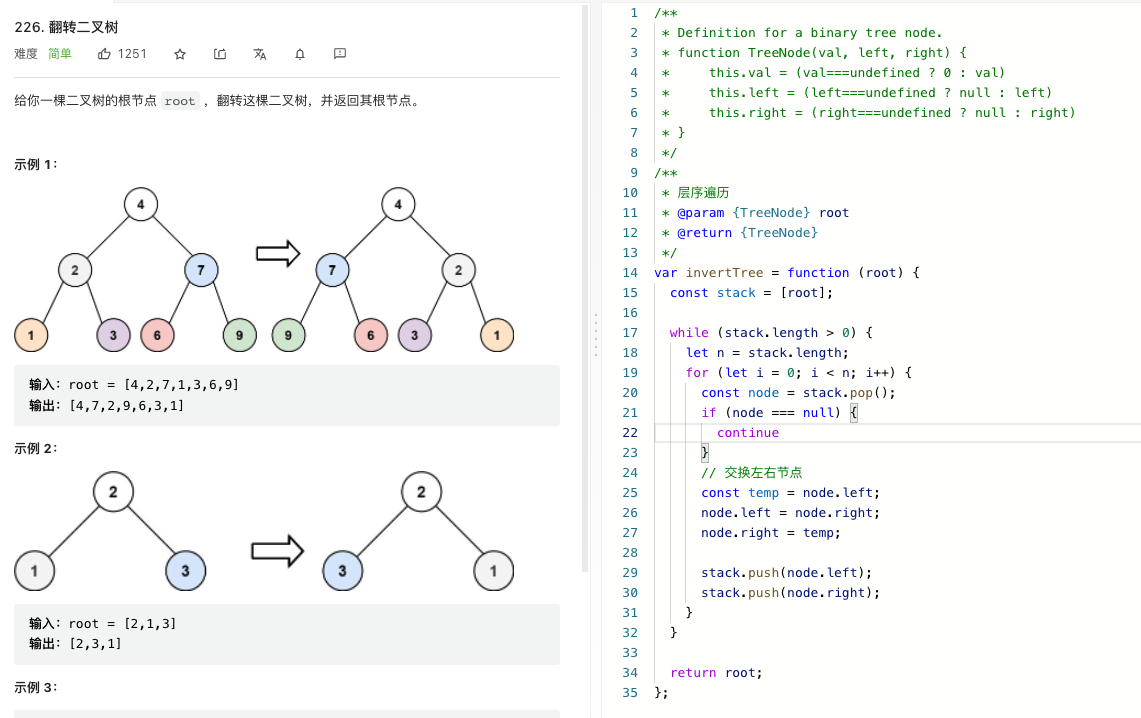 226. 翻转二叉树
难度 简单 1251
给你一棵二叉树的根节点 root ，翻转这棵二叉树，并返回其根节点。
示例 1：
4 4
2 7 7 2
1 3 6 9 9 6 3 1
输入：root = [4,2,7,1,3,6,9]
输出：[4,7,2,9,6,3,1]
示例 2：
2 2
1 3 3 1
输入：root = [2,1,3]
输出：[2,3,1]
示例 3：
1 /**
2  * Definition for a binary tree node.
3  * function TreeNode(val, left, right) {
4  *     this.val = (val===undefined ? 0 : val)
5  *     this.left = (left===undefined ? null : left)
6  *     this.right = (right===undefined ? null : right)
7  * }
8  */
9 /**
10  * 层序遍历
11  * @param {TreeNode} root
12  * @return {TreeNode}
13  */
14 var invertTree = function (root) {
15   const stack = [root];
16
17   while (stack.length > 0) {
18     let n = stack.length;
19     for (let i = 0; i < n; i++) {
20       const node = stack.pop();
21       if (node === null) {
22         continue
23       }
24       // 交换左右节点
25       const temp = node.left;
26       node.left = node.right;
27       node.right = temp;
28
29       stack.push(node.left);
30       stack.push(node.right);
31     }
32   }
33
34   return root;
35 };